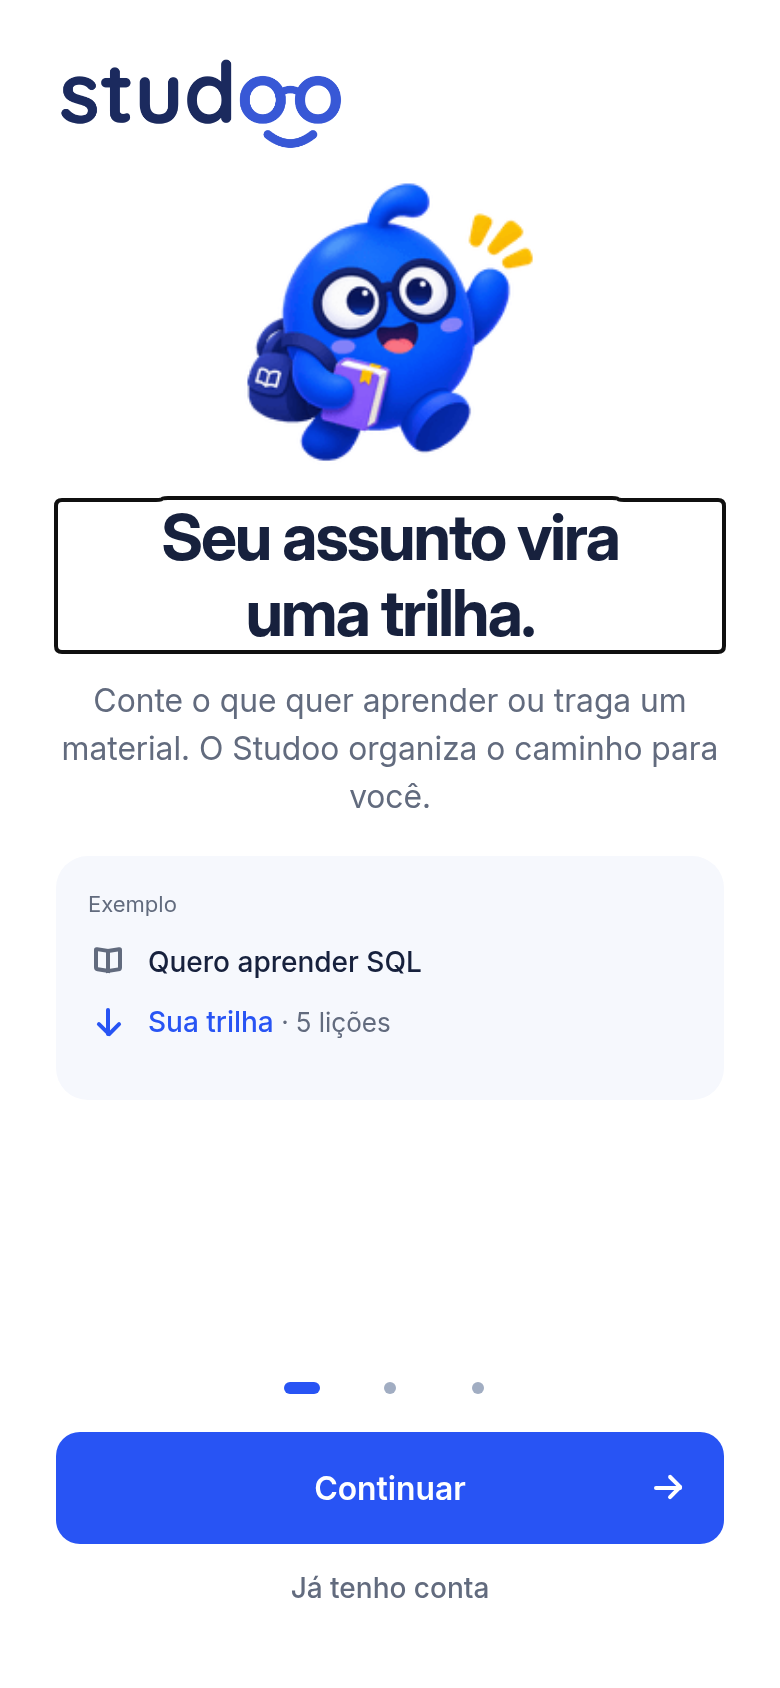 studoo
Seu assunto vira
uma trilha.
Conte o que quer aprender ou traga um
material. O Studoo organiza o caminho para
você.
Exemplo
Quero aprender SQL
Sua trilha · 5 lições
Continuar
Já tenho conta